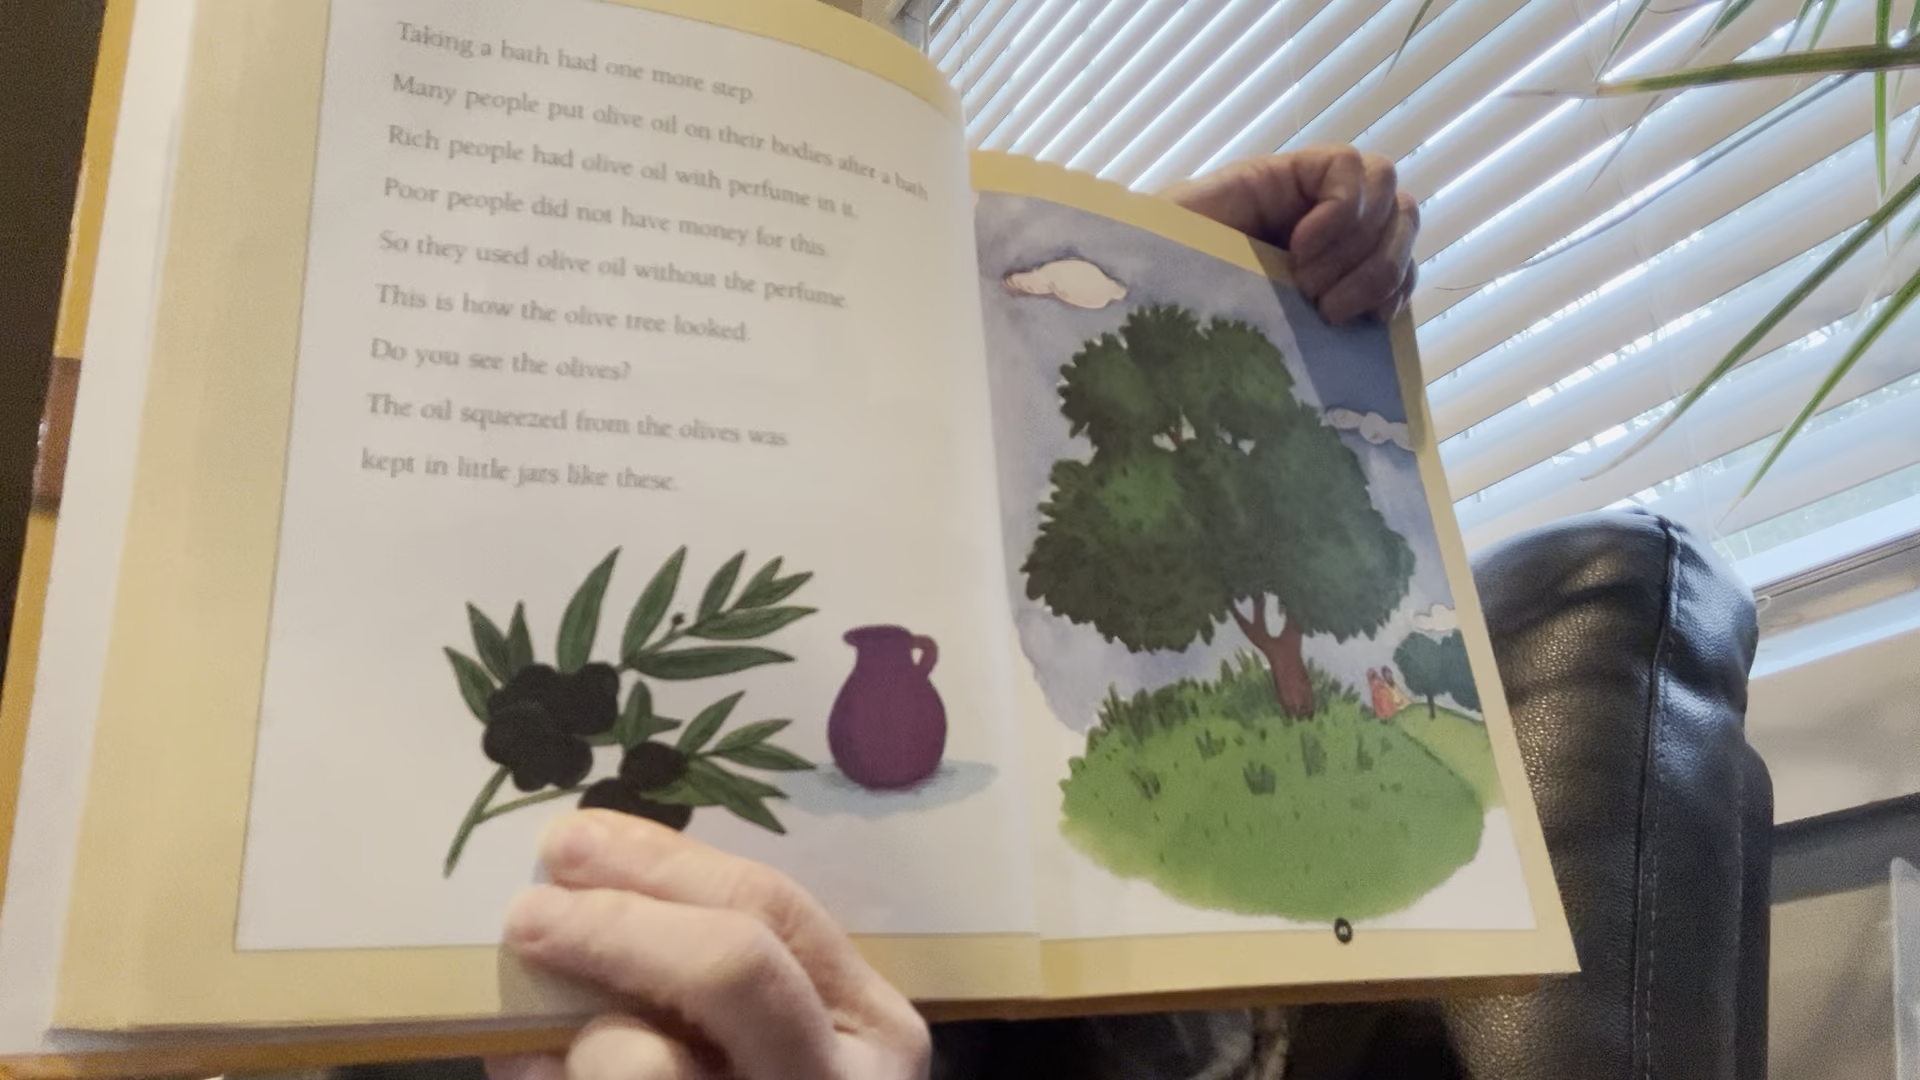 Taking a bath had one more step.
Many people put olive oil on their bodies after a bath
Rich people had olive oil with perfume in it.
Poor people did not have money for this.
So they used olive oil without the perfume.
This is how the olive tree looked.
Do you see the olives?
The oil squeezed from the olives was
kept in little jars like these.